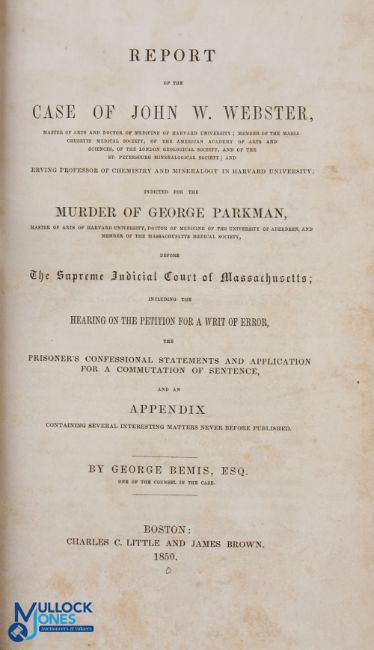 REPORT
OF THE
CASE OF JOHN W. WEBSTER,
MASTER OF ARTS AND DOCTOR OF MEDICINE OF HARVARD UNIVERSITY; MEMBER OF THE MASSA
CHUSETTS MEDICAL SOCIETY, OF THE AMERICAN ACADEMY OF ARTS AND
SCIENCES, OF THE LONDON GEOLOGICAL SOCIETY, AND OF THE
ST. PETERSBURG MINERALOGICAL SOCIETY; AND
ERVING PROFESSOR OF CHEMISTRY AND MINERALOGY IN HARVARD UNIVERSITY:
INDICTED FOR THE
MURDER OF GEORGE PARKMAN,
MASTER OF ARTS OF HARVARD UNIVERSITY, DOCTOR OF MEDICINE OF THE UNIVERSITY OF ABERDEEN, AND
MEMBER OF THE MASSACHUSETTS MEDICAL SOCIETY,
BEFORE
The Supreme Judicial Court of Massachusetts;
INCLUDING THE
HEARING ON THE PETITION FOR A WRIT OF ERROR,
THE
PRISONER'S CONFESSIONAL STATEMENTS AND APPLICATION
FOR A COMMUTATION OF SENTENCE,
AND AN
APPENDIX
CONTAINING SEVERAL INTERESTING MATTERS NEVER BEFORE PUBLISHED.
BY GEORGE BEMIS, ESQ.
ONE OF THE COUNSEL IN THE CASE.
BOSTON:
CHARLES C. LITTLE AND JAMES BROWN.
1850.
MULLOCK
JONES
Auctioneers & Valuers